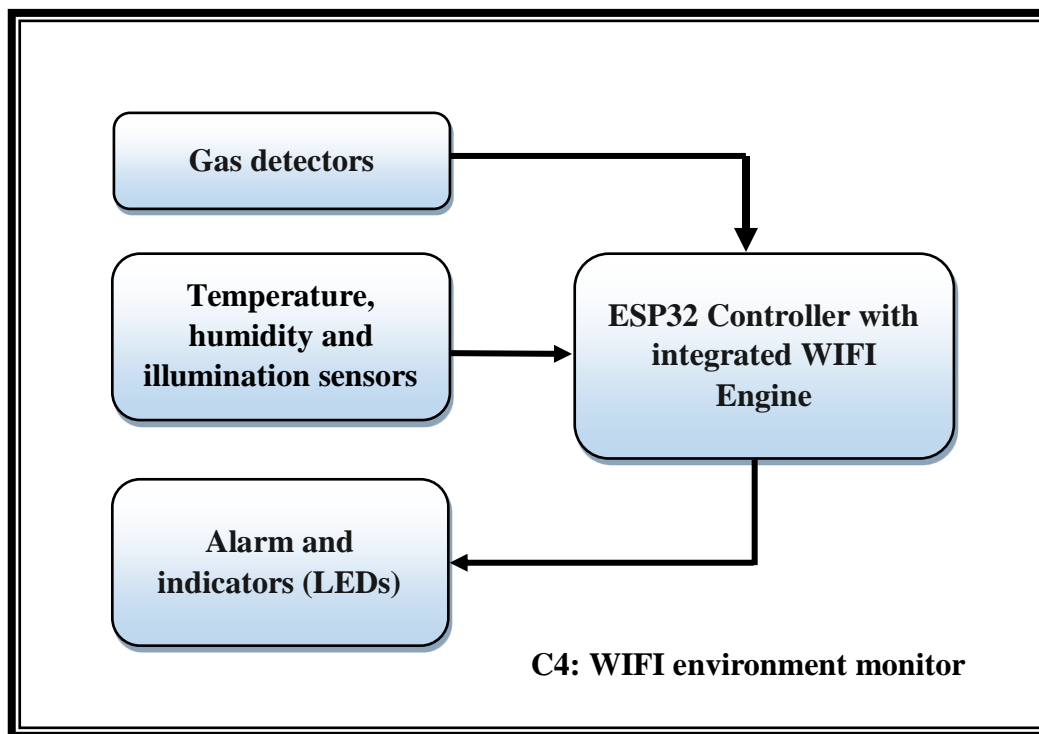 Gas detectors
Temperature,
humidity and
illumination sensors
ESP32 Controller with
integrated WIFI
Engine
Alarm and
indicators (LEDs)
C4: WIFI environment monitor